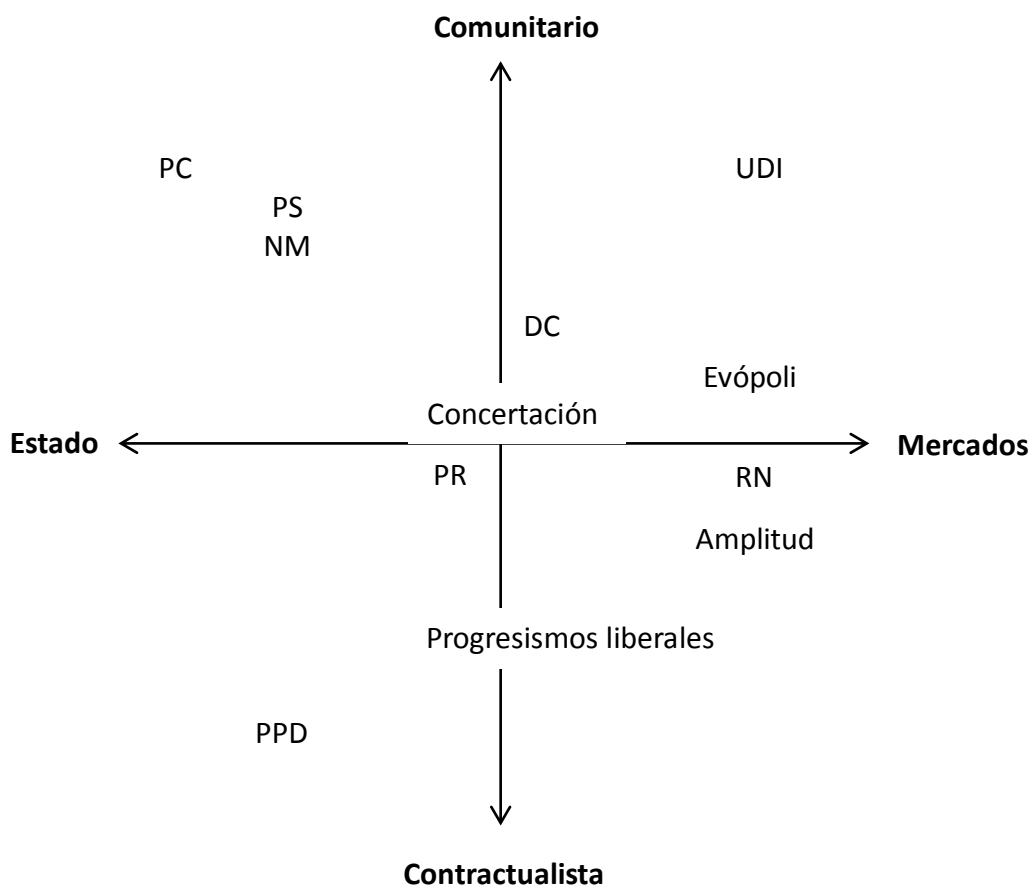 Comunitario
PC
UDI
PS
NM
DC
Evópoli
Concertación
Estado
Mercados
PR
RN
Amplitud
Progresismos liberales
PPD
Contractualista